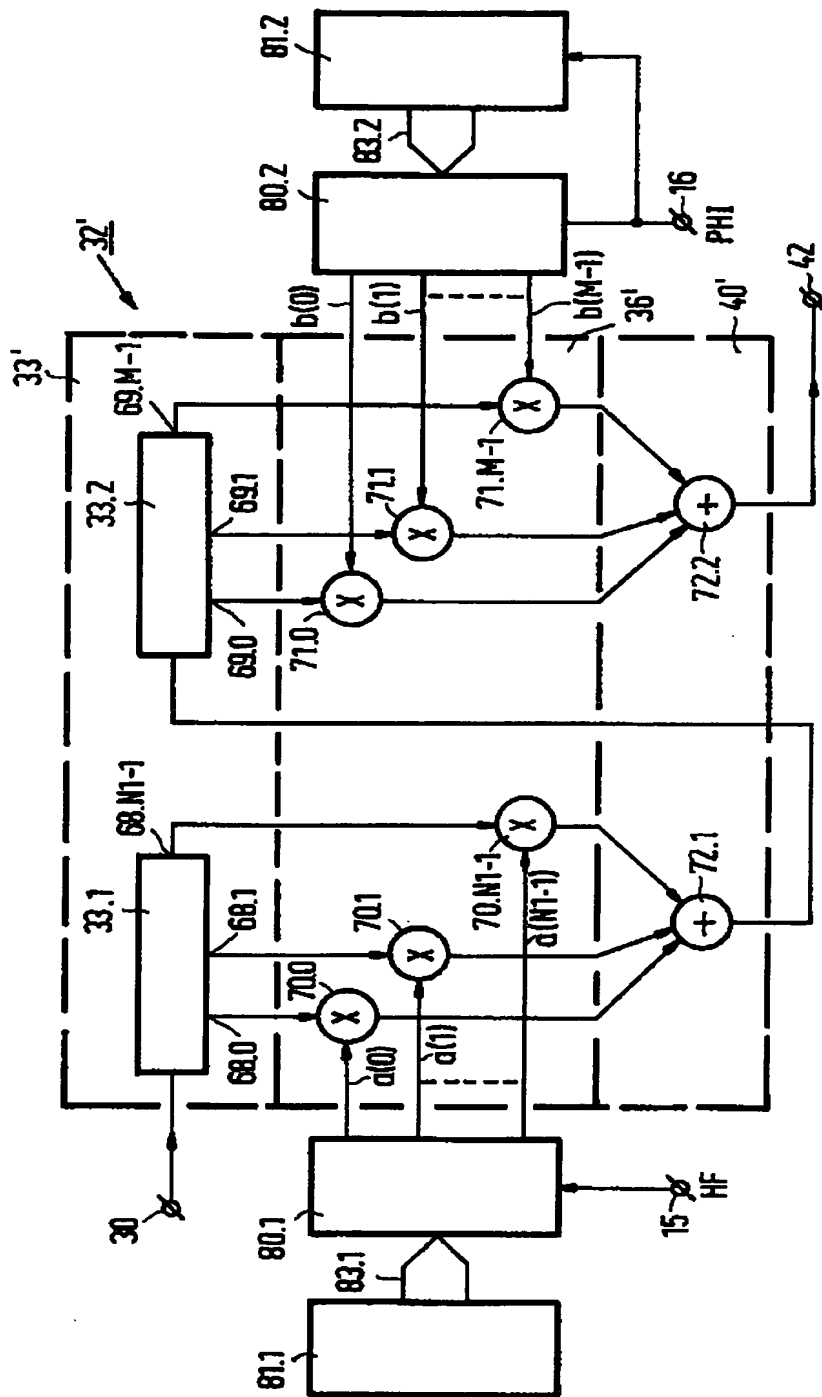 32'
33'
33.1
68.N1-1
33.2
69.M-1
30
68.0
68.1
69.0
69.1
81.1
83.1
80.1
70.0
70.1
71.0
71.1
b(0)
80.2
83.2
81.2
a(0)
a(1)
b(1)
a(N1-1)
70.N1-1
71.M-1
b(M-1)
36'
X
X
X
X
X
X
15
HF
72.1
+
72.2
+
40'
16
PHI
42